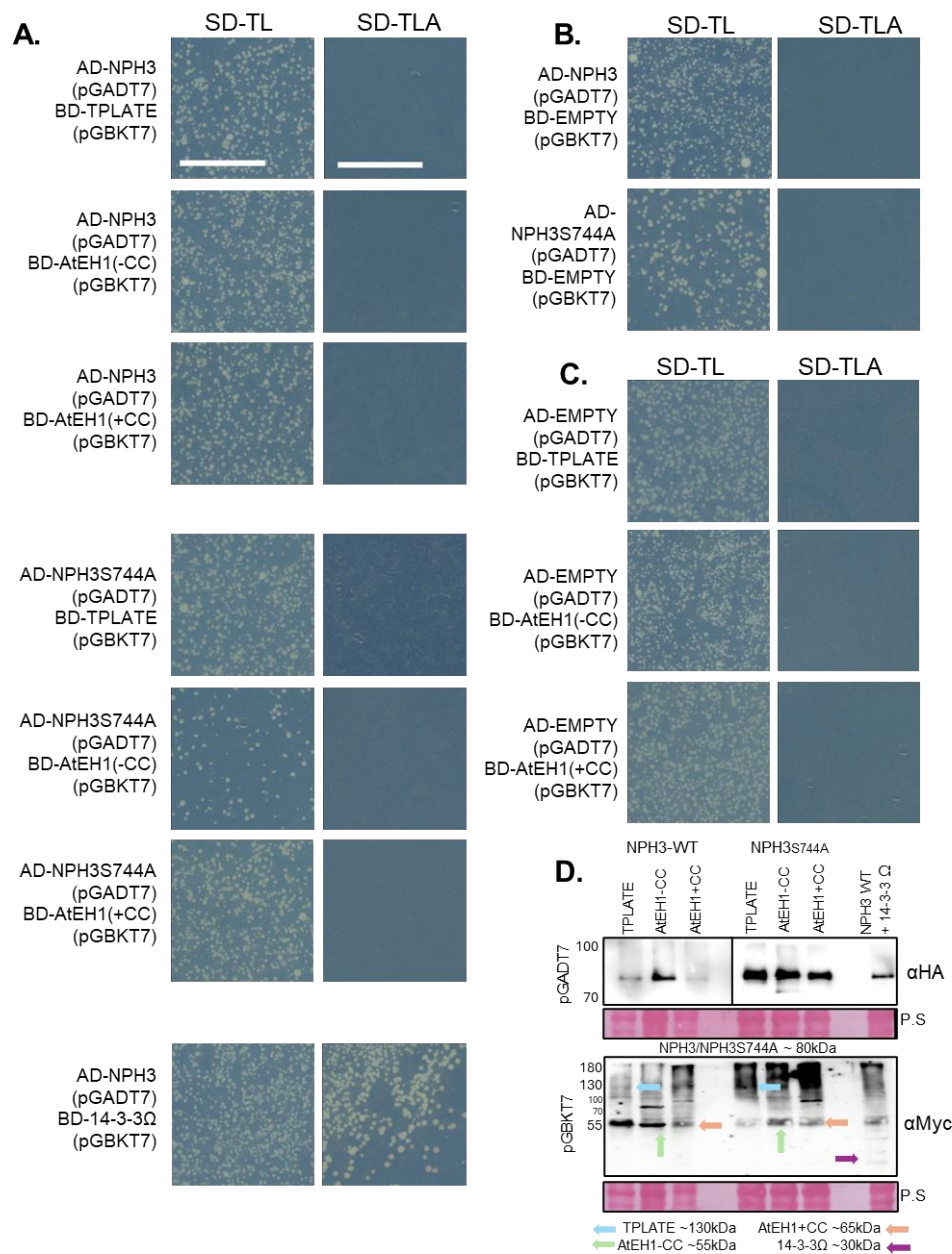 A.
SD-TL SD-TLA
AD-NPH3
(pGADT7)
BD-TPLATE
(pGBKT7)
AD-NPH3
(pGADT7)
BD-AtEH1(-CC)
(pGBKT7)
AD-NPH3
(pGADT7)
BD-AtEH1(+CC)
(pGBKT7)
AD-NPH3S744A
(pGADT7)
BD-TPLATE
(pGBKT7)
AD-NPH3S744A
(pGADT7)
BD-AtEH1(-CC)
(pGBKT7)
AD-NPH3S744A
(pGADT7)
BD-AtEH1(+CC)
(pGBKT7)
AD-NPH3
(pGADT7)
BD-14-3-3Ω
(pGBKT7)
B.
SD-TL SD-TLA
AD-NPH3
(pGADT7)
BD-EMPTY
(pGBKT7)
AD-
NPH3S744A
(pGADT7)
BD-EMPTY
(pGBKT7)
C.
SD-TL SD-TLA
AD-EMPTY
(pGADT7)
BD-TPLATE
(pGBKT7)
AD-EMPTY
(pGADT7)
BD-AtEH1(-CC)
(pGBKT7)
AD-EMPTY
(pGADT7)
BD-AtEH1(+CC)
(pGBKT7)
D.
NPH3-WT NPH3S744A
TPLATE
AtEH1-CC
AtEH1+CC
TPLATE
AtEH1-CC
AtEH1+CC
NPH3 WT
+ 14-3-3 Ω
pGADT7
100
70
αHA
P.S
NPH3/NPH3S744A ~ 80kDa
pGBKT7
180
130
100
70
55
αMyc
P.S
TPLATE ~130kDa AtEH1+CC ~65kDa
AtEH1-CC ~55kDa 14-3-3Ω ~30kDa